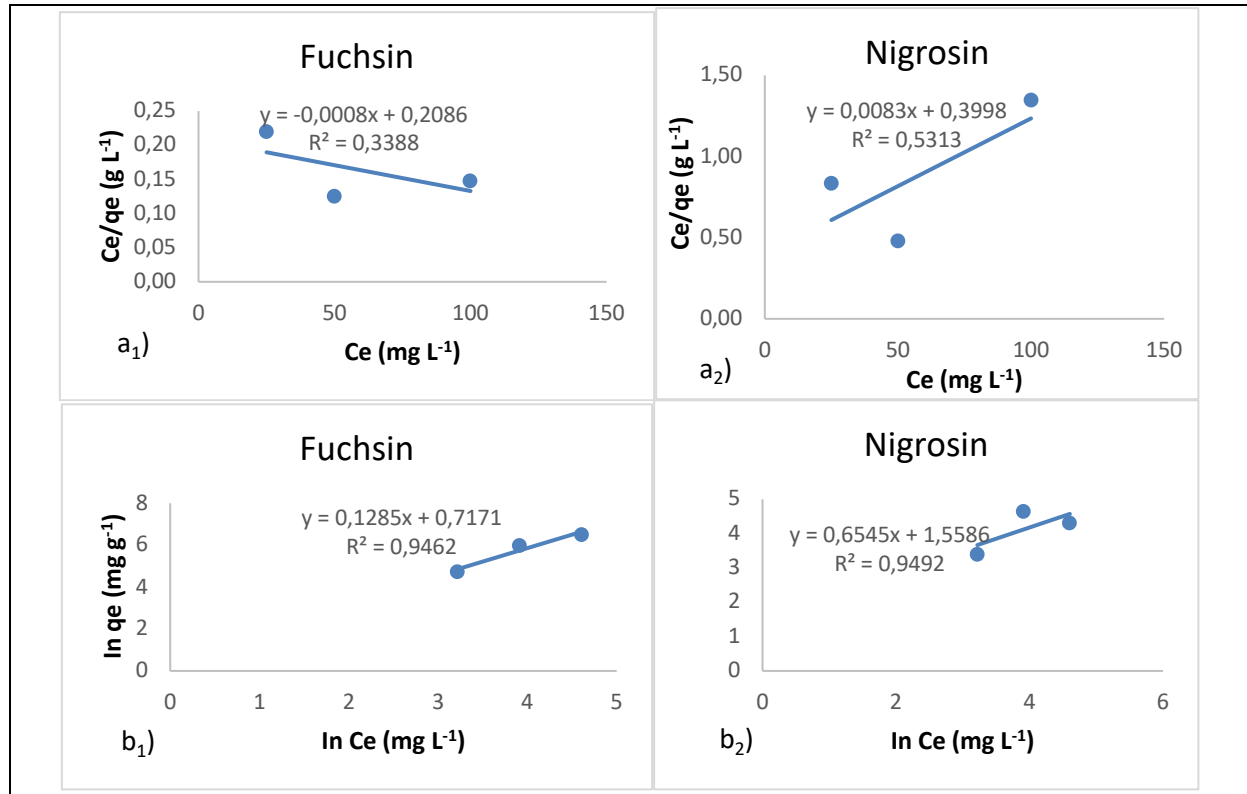 Fuchsin
y = -0,0008x + 0,2086
R² = 0,3388
0,25
0,20
0,15
0,10
0,05
0,00
0 50 100 150
Ce/qe (g L⁻¹)
Ce (mg L⁻¹)
a₁)
Nigrosin
y = 0,0083x + 0,3998
R² = 0,5313
1,50
1,00
0,50
0,00
0 50 100 150
Ce/qe (g L⁻¹)
Ce (mg L⁻¹)
a₂)
Fuchsin
y = 0,1285x + 0,7171
R² = 0,9462
8
6
4
2
0
0 1 2 3 4 5
In qe (mg g⁻¹)
In Ce (mg L⁻¹)
b₁)
Nigrosin
y = 0,6545x + 1,5586
R² = 0,9492
5
4
3
2
1
0
0 2 4 6
In Ce (mg L⁻¹)
b₂)